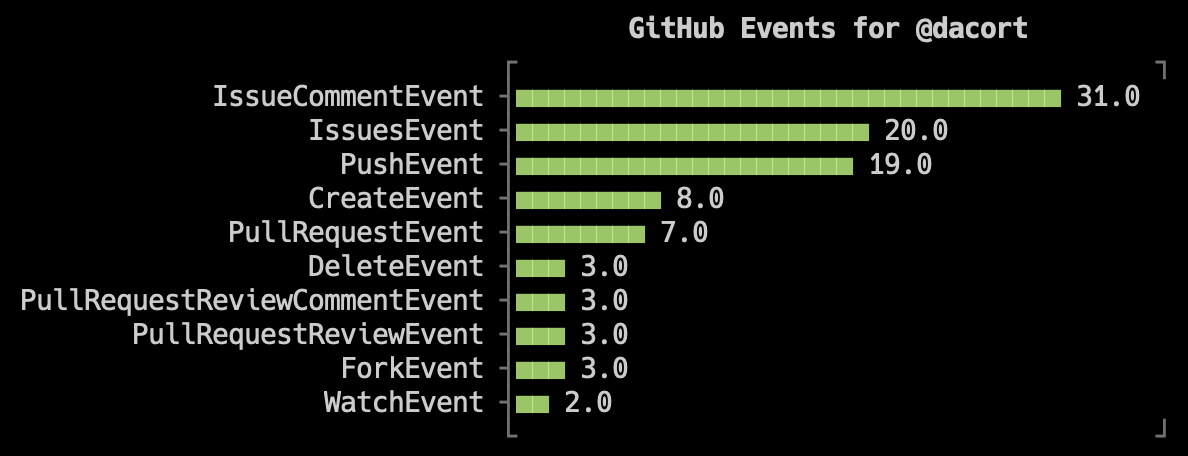 GitHub Events for @dacort
IssueCommentEvent 31.0
IssuesEvent 20.0
PushEvent 19.0
CreateEvent 8.0
PullRequestEvent 7.0
DeleteEvent 3.0
PullRequestReviewCommentEvent 3.0
PullRequestReviewEvent 3.0
ForkEvent 3.0
WatchEvent 2.0